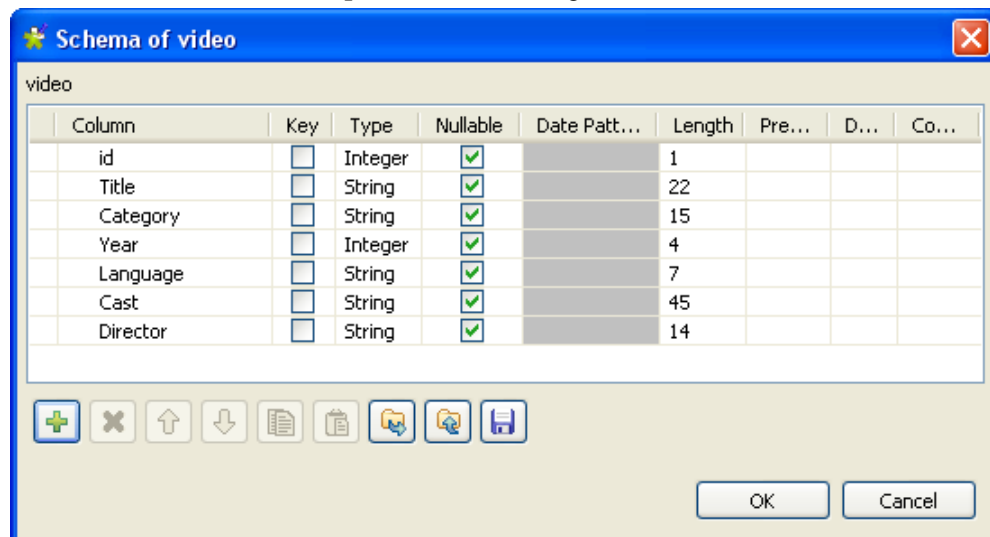 Schema of video
video
Column Key Type Nullable Date Patt... Length Pre... D... Co...
id Integer 1
Title String 22
Category String 15
Year Integer 4
Language String 7
Cast String 45
Director String 14
OK Cancel